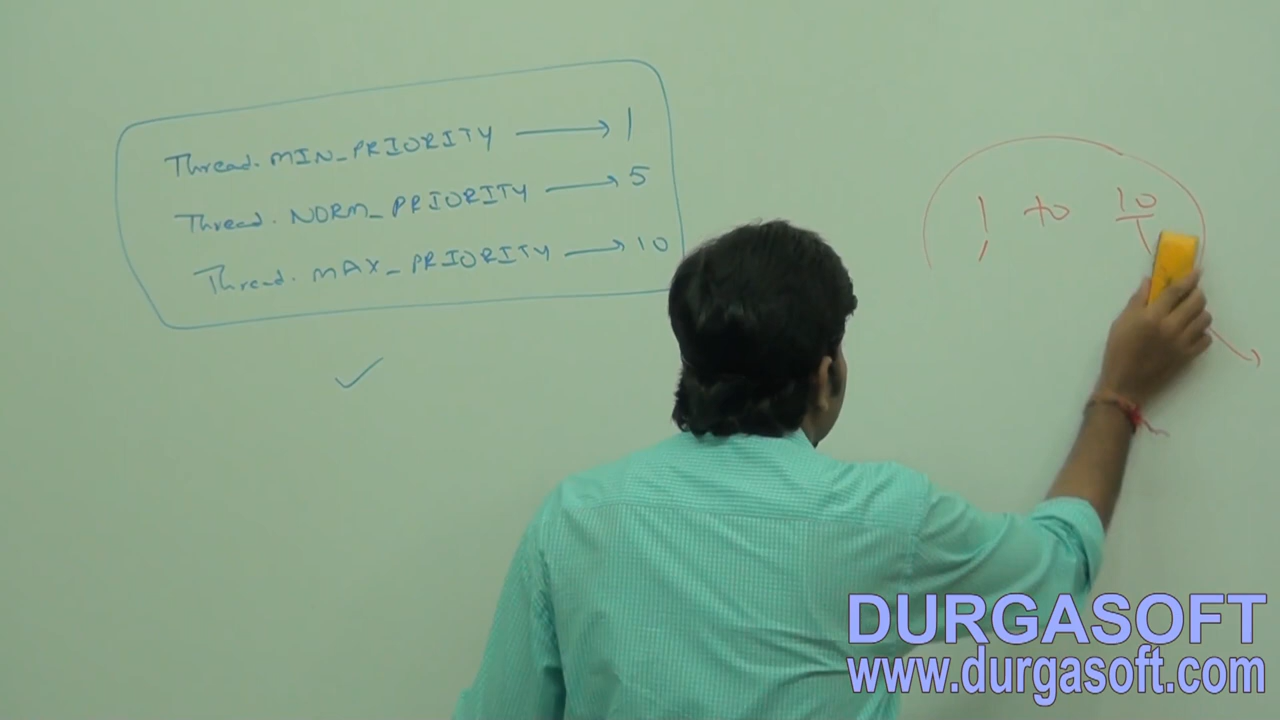 Thread. MIN_PRIORITY → 1
Thread. NORM_PRIORITY → 5
Thread. MAX_PRIORITY → 10
1 to 10
DURGASOFT
www.durgasoft.com